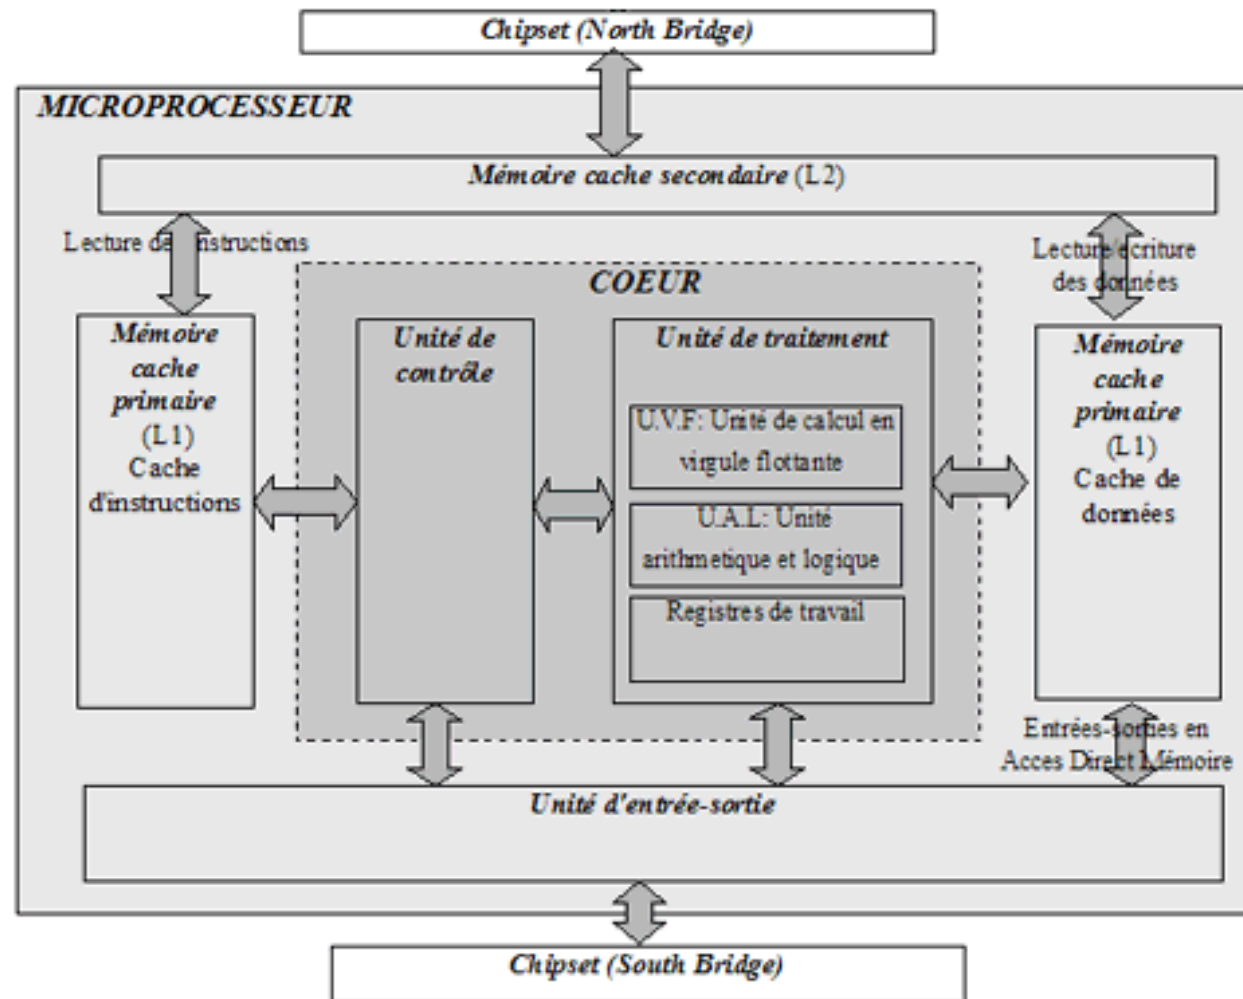 Chipset (North Bridge)
MICROPROCESSEUR
Mémoire cache secondaire (L2)
Lecture des instructions
Lecture/ecriture
des données
COEUR
Mémoire
cache
primaire
(L1)
Cache
d'instructions
Unité de
contrôle
Unité de traitement
U.V.F: Unité de calcul en
virgule flottante
U.A.L: Unité
arithmetique et logique
Registres de travail
Mémoire
cache
primaire
(L1)
Cache de
données
Entrées-sorties en
Acces Direct Mémoire
Unité d'entrée-sortie
Chipset (South Bridge)